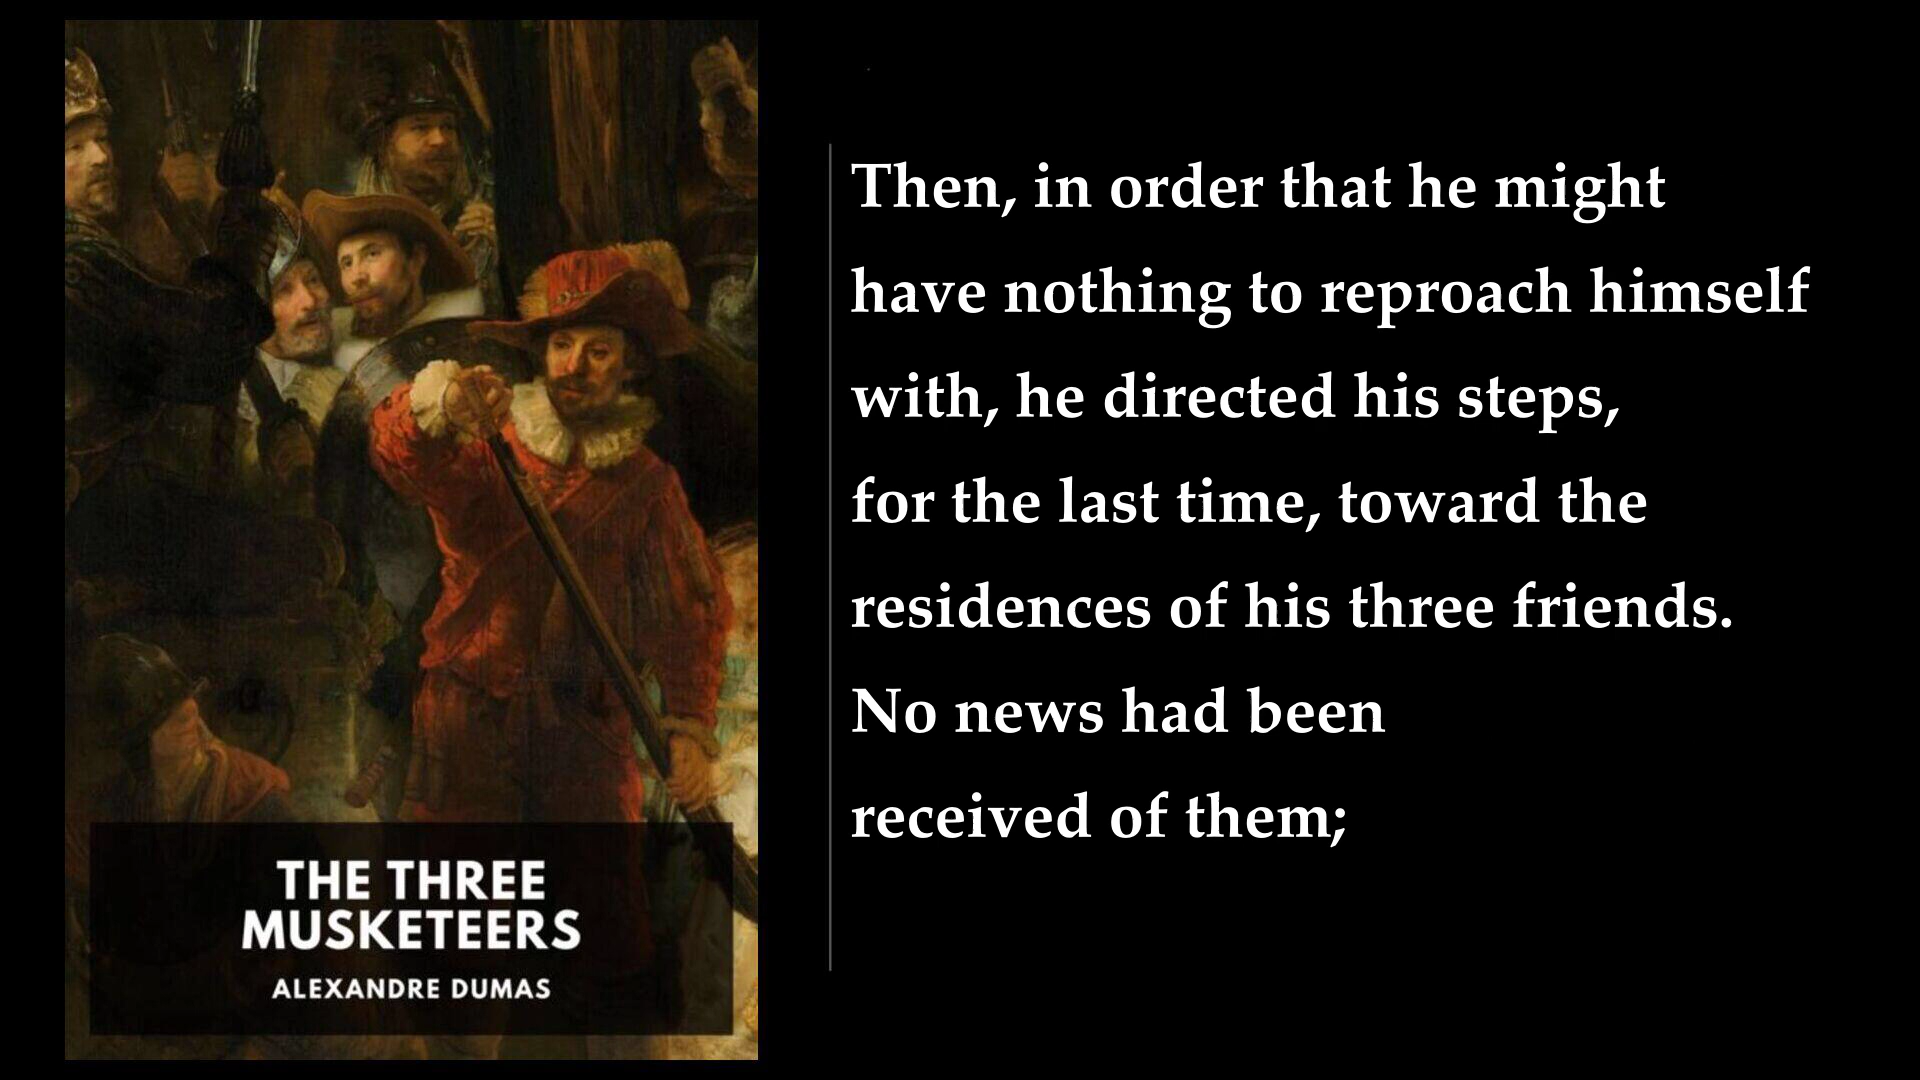 THE THREE
MUSKETEERS
ALEXANDRE DUMAS
Then, in order that he might
have nothing to reproach himself
with, he directed his steps,
for the last time, toward the
residences of his three friends.
No news had been
received of them;